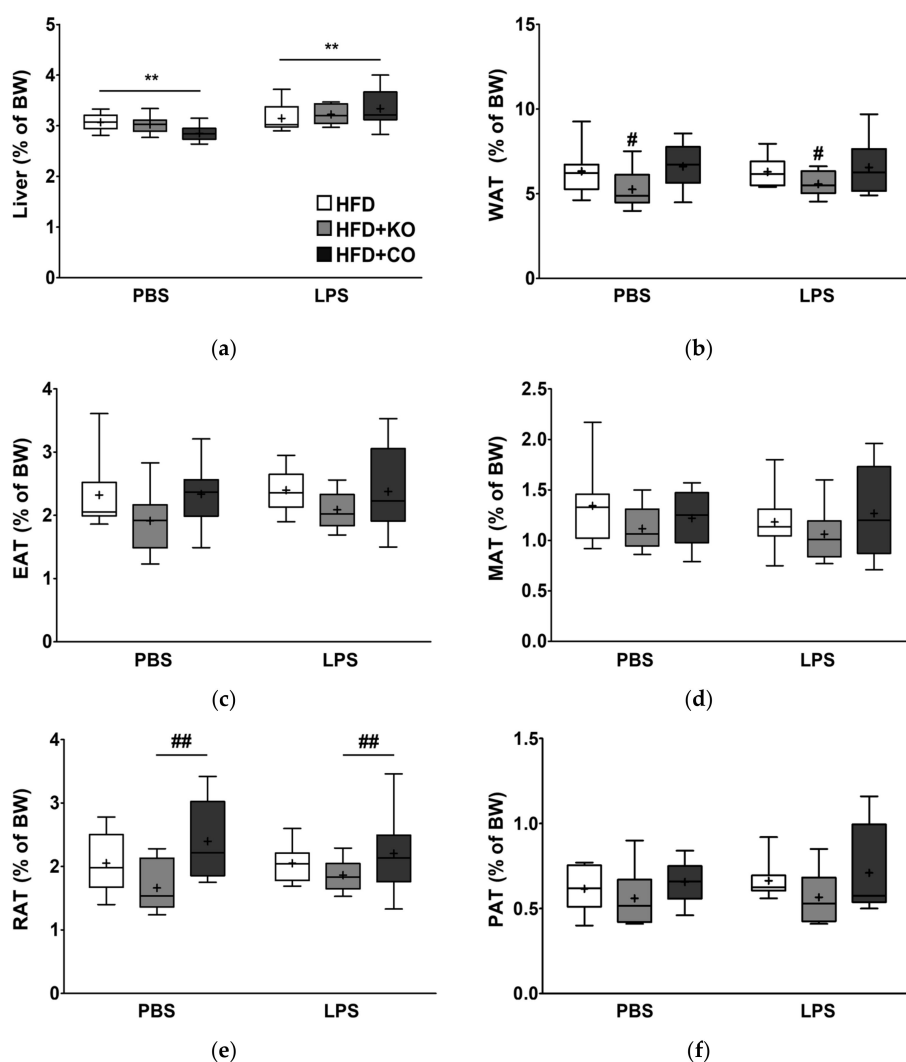 5
4
3
2
1
0
Liver (% of BW)
**
**
HFD
HFD+KO
HFD+CO
PBS
LPS
(a)
15
10
5
0
WAT (% of BW)
#
#
PBS
LPS
(b)
4
3
2
1
0
EAT (% of BW)
PBS
LPS
(c)
2.5
2.0
1.5
1.0
0.5
0.0
MAT (% of BW)
PBS
LPS
(d)
4
3
2
1
0
RAT (% of BW)
##
##
PBS
LPS
(e)
1.5
1.0
0.5
0.0
PAT (% of BW)
PBS
LPS
(f)